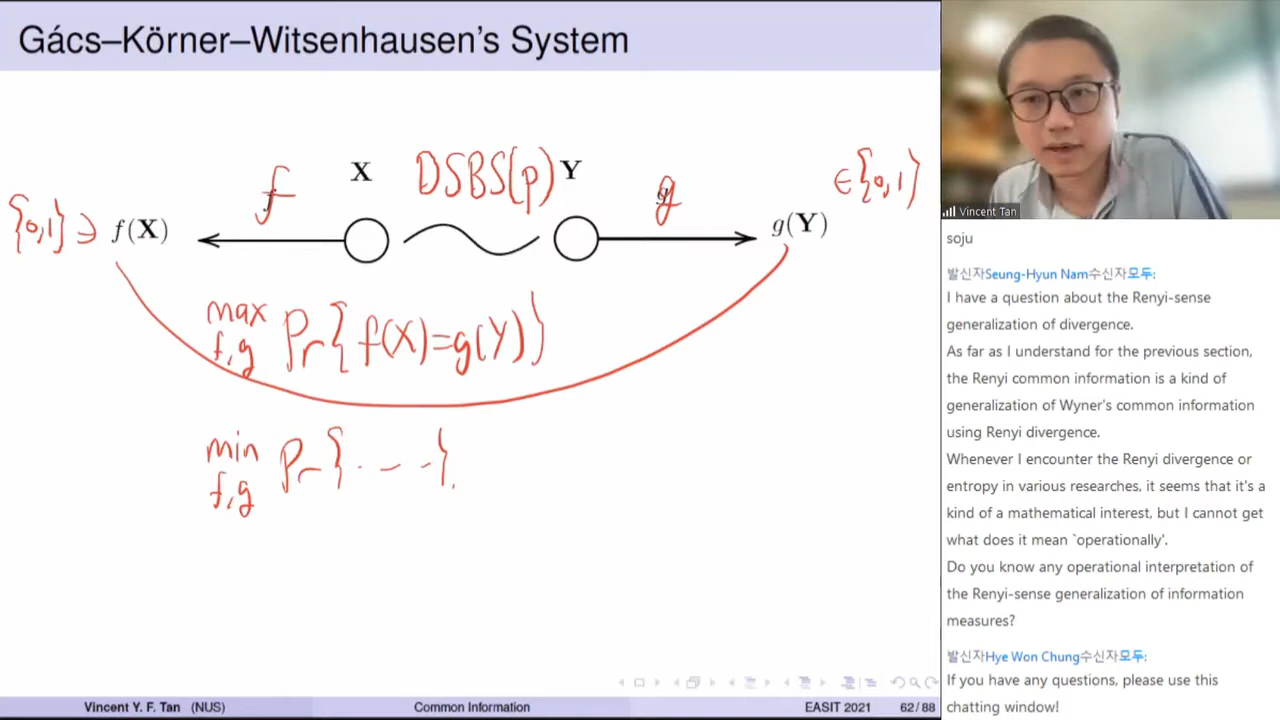 Gács–Körner–Witsenhausen's System
f X DSBS(p) Y g ∈{0,1}
{0,1} ∋ f(X) g(Y)
max Pr{f(X)=g(Y)}
f,g
min Pr{. – -}.
f,g
Vincent Y. F. Tan (NUS) Common Information EASIT 2021 62/88
Vincent Tan
soju
발신자Seung-Hyun Nam수신자모두:
I have a question about the Renyi-sense
generalization of divergence.
As far as I understand for the previous section,
the Renyi common information is a kind of
generalization of Wyner's common information
using Renyi divergence.
Whenever I encounter the Renyi divergence or
entropy in various researches, it seems that it's a
kind of a mathematical interest, but I cannot get
what does it mean `operationally'.
Do you know any operational interpretation of
the Renyi-sense generalization of information
measures?
발신자Hye Won Chung수신자모두:
If you have any questions, please use this
chatting window!